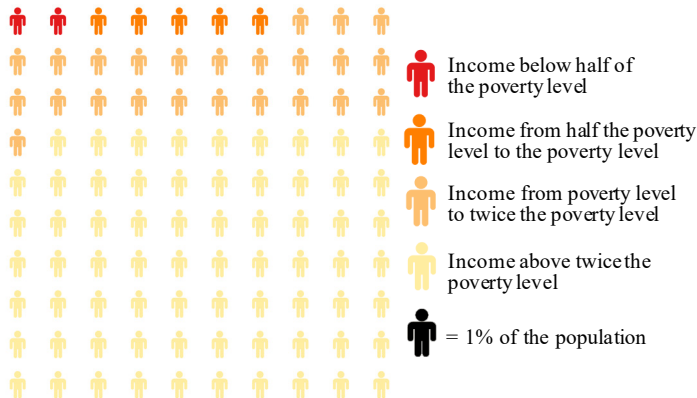 Income below half of
the poverty level
Income from half the poverty
level to the poverty level
Income from poverty level
to twice the poverty level
Income above twice the
poverty level
= 1% of the population